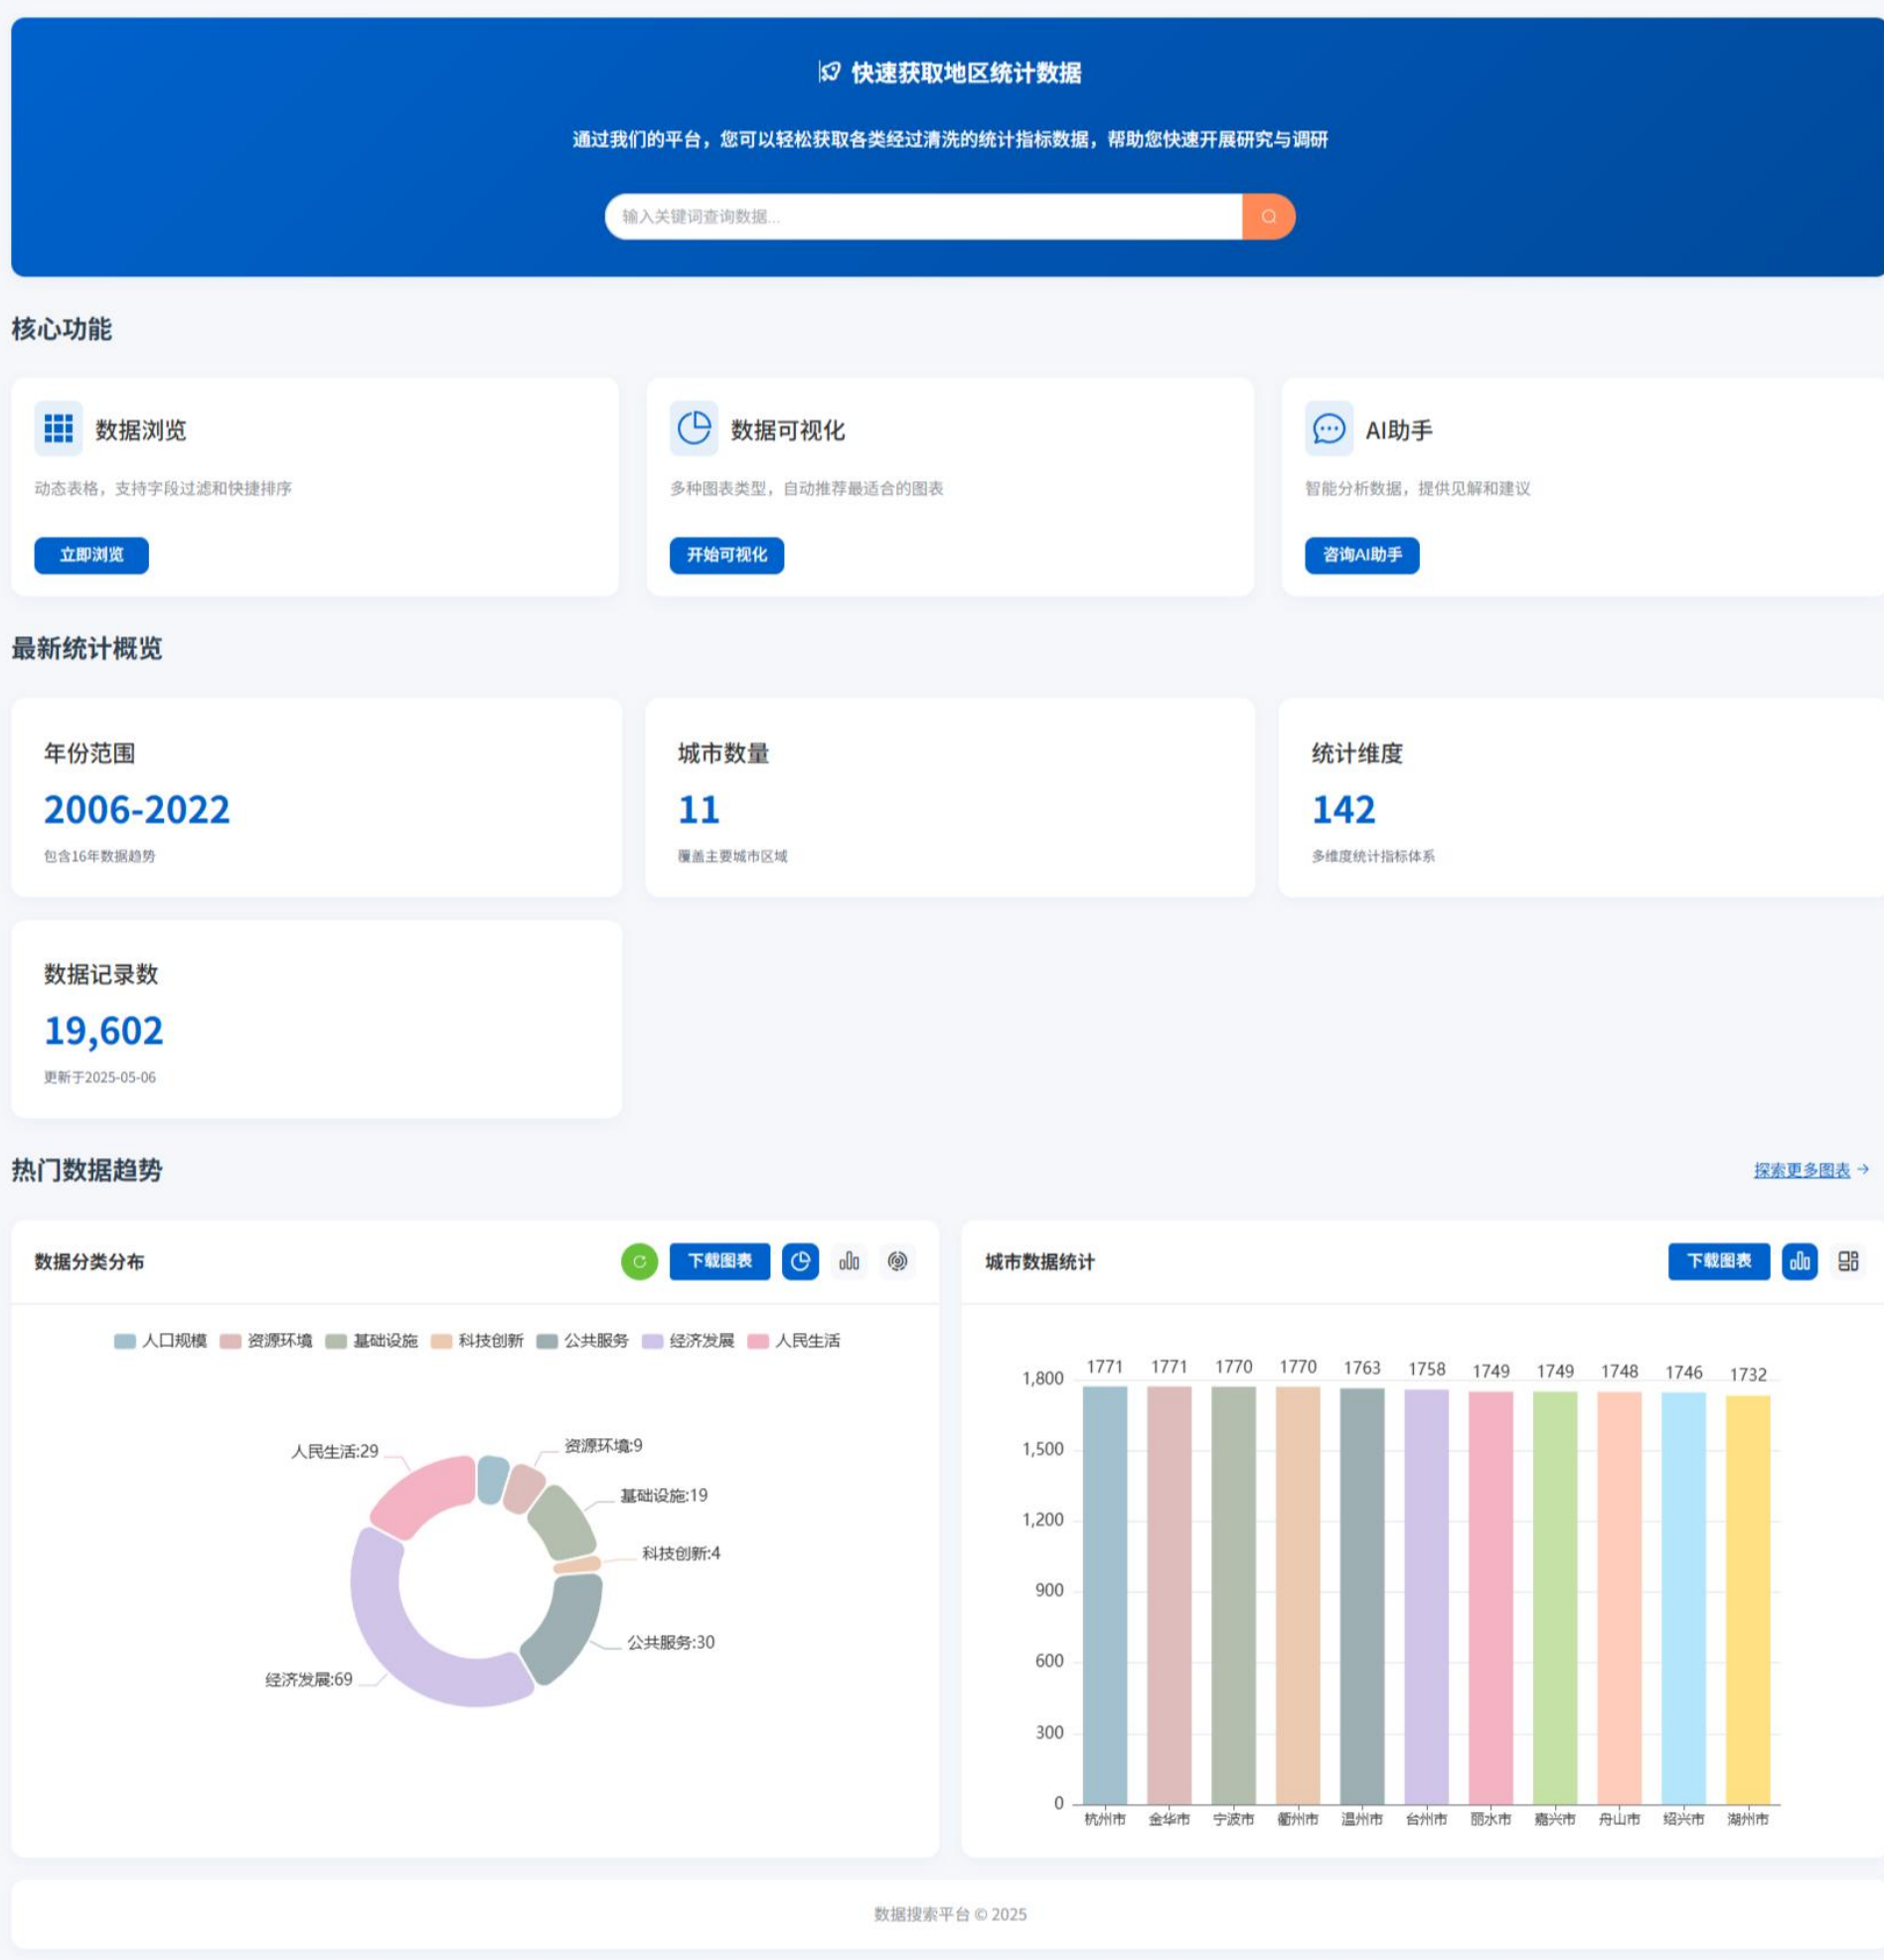 快速获取地区统计数据
通过我们的平台，您可以轻松获取各类经过清洗的统计指标数据，帮助您快速开展研究与调研
输入关键词查询数据...
核心功能
数据浏览
动态表格，支持字段过滤和快捷排序
立即浏览
数据可视化
多种图表类型，自动推荐最适合的图表
开始可视化
AI助手
智能分析数据，提供见解和建议
咨询AI助手
最新统计概览
年份范围
2006-2022
包含16年数据趋势
城市数量
11
覆盖主要城市区域
统计维度
142
多维度统计指标体系
数据记录数
19,602
更新于2025-05-06
热门数据趋势
探索更多图表 →
数据分类分布
下载图表
人口规模 资源环境 基础设施 科技创新 公共服务 经济发展 人民生活
人民生活:29
资源环境:9
基础设施:19
科技创新:4
公共服务:30
经济发展:69
城市数据统计
下载图表
1771 1771 1770 1770 1763 1758 1749 1749 1748 1746 1732
1,800
1,500
1,200
900
600
300
0
杭州市 金华市 宁波市 衢州市 温州市 台州市 丽水市 嘉兴市 舟山市 绍兴市 湖州市
数据搜索平台 © 2025